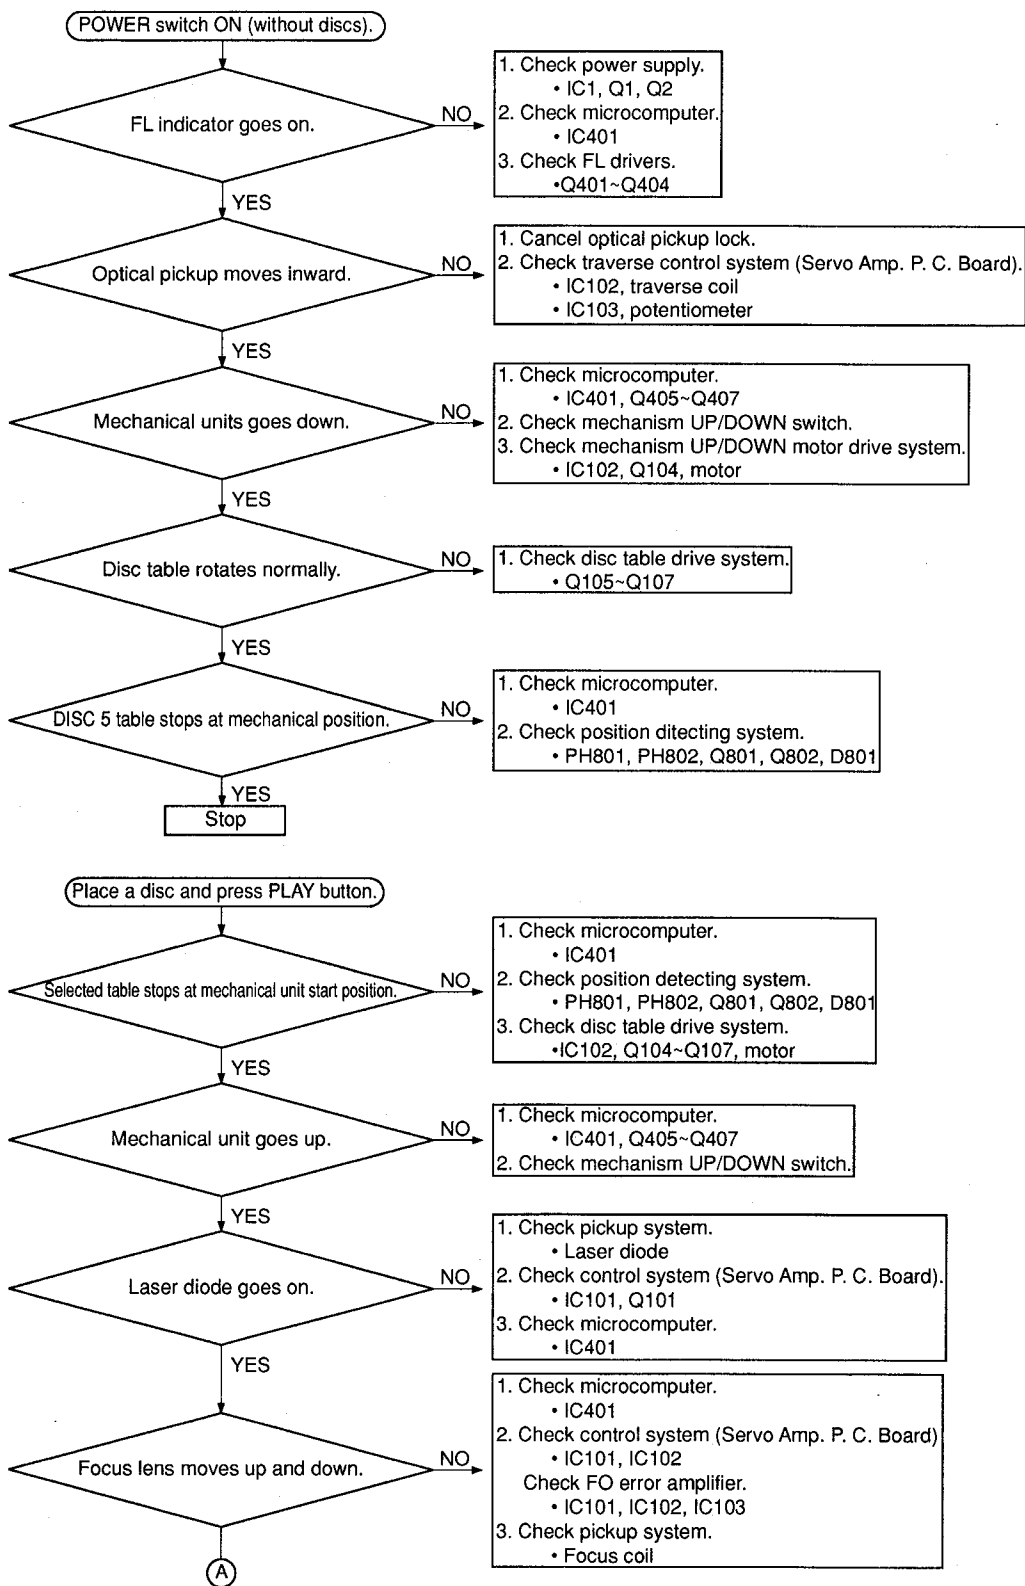 POWER switch ON (without discs).
FL indicator goes on.
NO
1. Check power supply.
• IC1, Q1, Q2
2. Check microcomputer.
• IC401
3. Check FL drivers.
•Q401~Q404
YES
Optical pickup moves inward.
NO
1. Cancel optical pickup lock.
2. Check traverse control system (Servo Amp. P. C. Board).
• IC102, traverse coil
• IC103, potentiometer
YES
Mechanical units goes down.
NO
1. Check microcomputer.
• IC401, Q405~Q407
2. Check mechanism UP/DOWN switch.
3. Check mechanism UP/DOWN motor drive system.
• IC102, Q104, motor
YES
Disc table rotates normally.
NO
1. Check disc table drive system.
• Q105~Q107
YES
DISC 5 table stops at mechanical position.
NO
1. Check microcomputer.
• IC401
2. Check position ditecting system.
• PH801, PH802, Q801, Q802, D801
YES
Stop
Place a disc and press PLAY button.
Selected table stops at mechanical unit start position.
NO
1. Check microcomputer.
• IC401
2. Check position detecting system.
• PH801, PH802, Q801, Q802, D801
3. Check disc table drive system.
•IC102, Q104~Q107, motor
YES
Mechanical unit goes up.
NO
1. Check microcomputer.
• IC401, Q405~Q407
2. Check mechanism UP/DOWN switch.
YES
Laser diode goes on.
NO
1. Check pickup system.
• Laser diode
2. Check control system (Servo Amp. P. C. Board).
• IC101, Q101
3. Check microcomputer.
• IC401
YES
Focus lens moves up and down.
NO
1. Check microcomputer.
• IC401
2. Check control system (Servo Amp. P. C. Board)
• IC101, IC102
Check FO error amplifier.
• IC101, IC102, IC103
3. Check pickup system.
• Focus coil
A